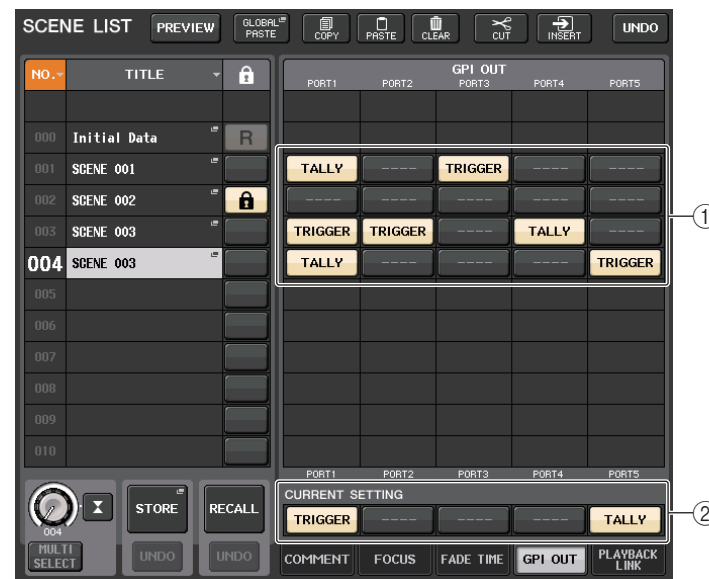 SCENE LIST PREVIEW GLOBAL PASTE COPY PASTE CLEAR CUT INSERT UNDO
NO. TITLE GPI OUT
PORT1 PORT2 PORT3 PORT4 PORT5
000 Initial Data R
001 SCENE 001 TALLY ---- TRIGGER ---- ----
002 SCENE 002 ---- ---- ---- ---- ----
003 SCENE 003 TRIGGER TRIGGER ---- TALLY ----
004 SCENE 003 TALLY ---- ---- ---- TRIGGER
005
006
007
008
009
010
1
PORT1 PORT2 PORT3 PORT4 PORT5
CURRENT SETTING
TRIGGER ---- ---- ---- TALLY
2
004 STORE RECALL
MULTI SELECT UNDO UNDO
COMMENT FOCUS FADE TIME GPI OUT PLAYBACK LINK